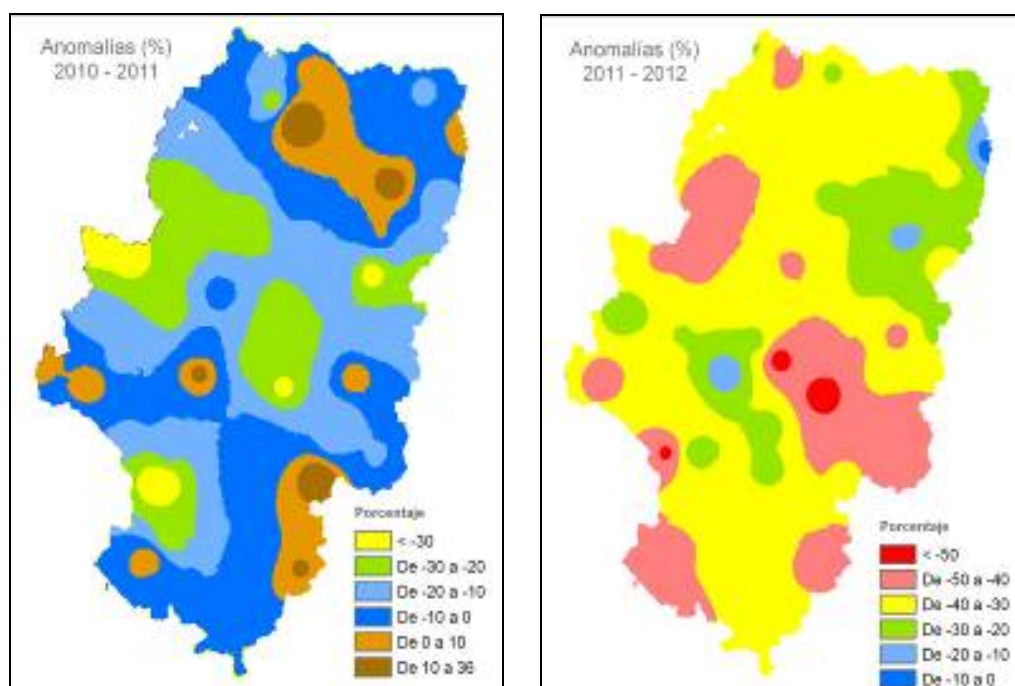 Anomalías (%)
2010 - 2011
Porcentaje
< -30
De -30 a -20
De -20 a -10
De -10 a 0
De 0 a 10
De 10 a 36
Anomalías (%)
2011 - 2012
Porcentaje
< -50
De -50 a -40
De -40 a -30
De -30 a -20
De -20 a -10
De -10 a 0